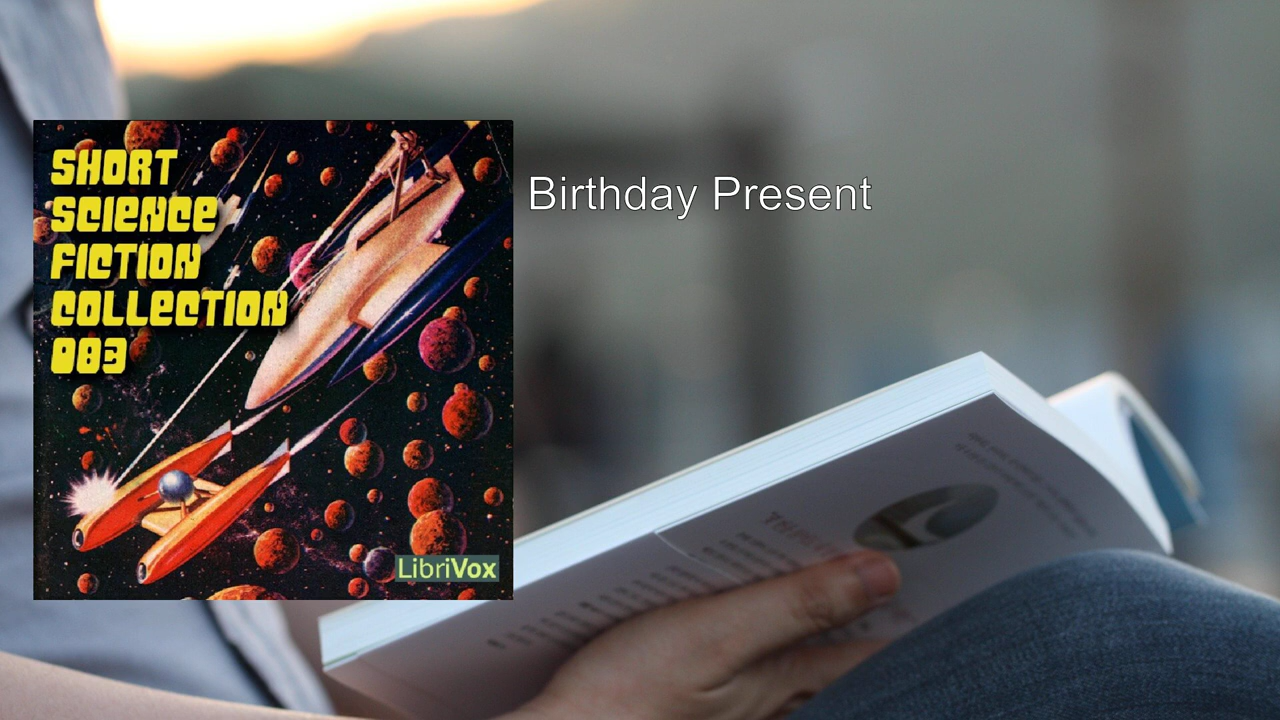 SHORT
SCIENCE
FICTION
COLLECTION
083
LibriVox
Birthday Present